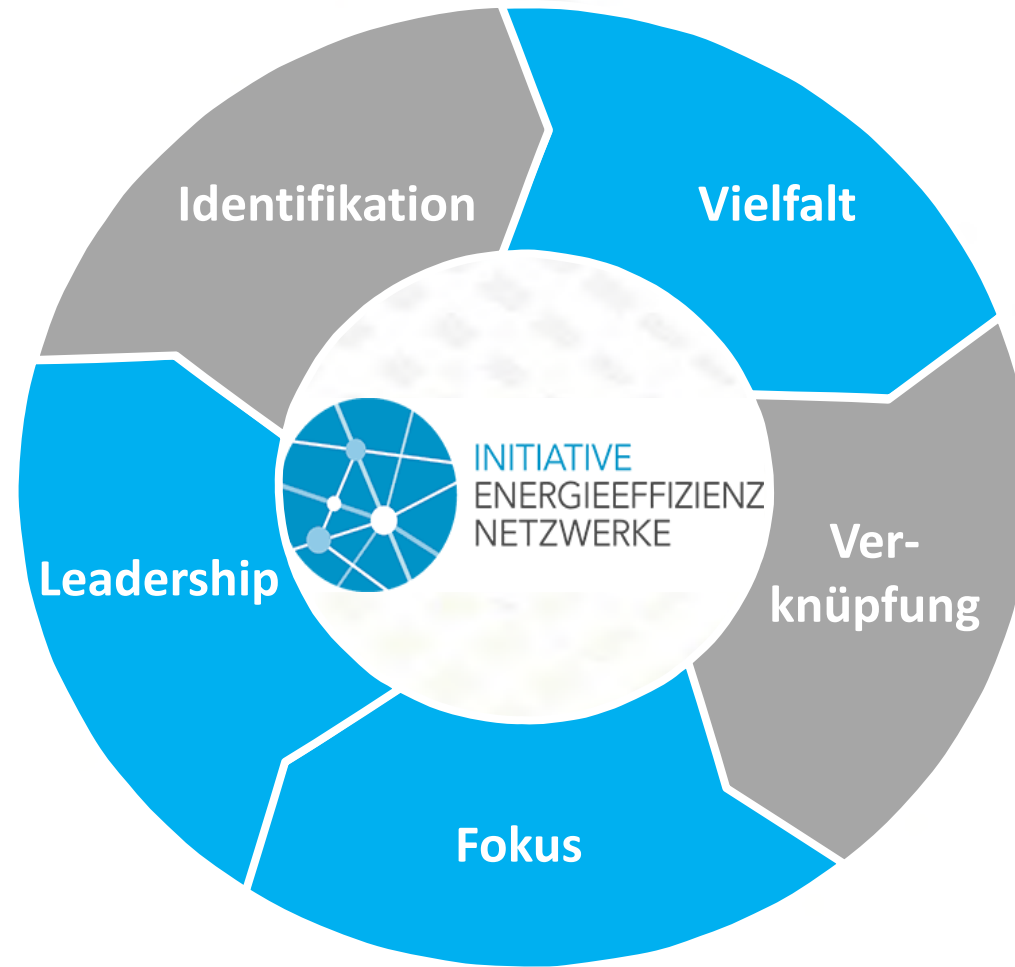 Identifikation
Vielfalt
INITIATIVE
ENERGIEEFFIZIENZ
NETZWERKE
Ver-
knüpfung
Leadership
Fokus